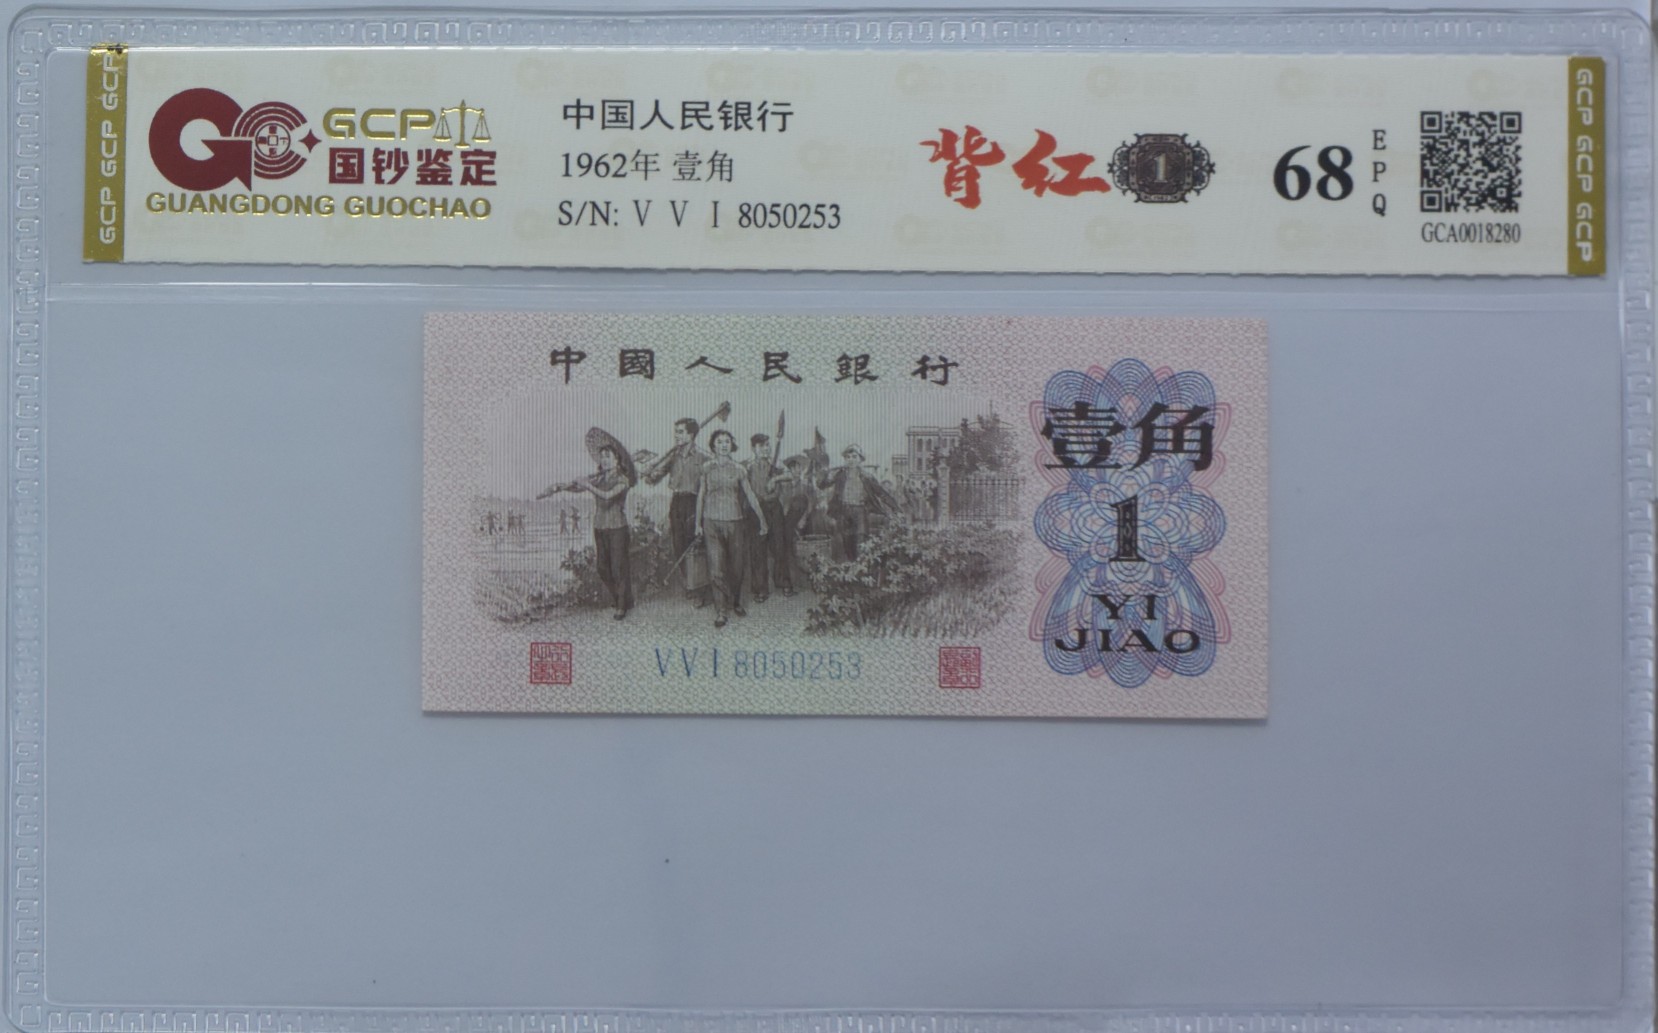 GCP GCP GCP
GCP
国钞鉴定
GUANGDONG GUOCHAO
中国人民银行
1962年 壹角
S/N: V V I 8050253
背红
1
68
EPQ
GCA0018280
GCP GCP GCP
中國人民銀行
壹角
1
YI
JIAO
V V I 8050253